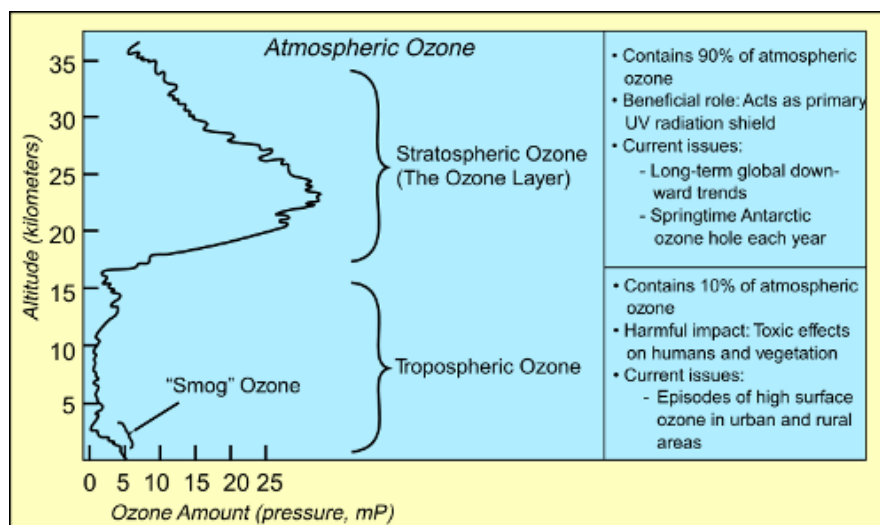 Atmospheric Ozone
35
30
25
20
15
10
5
Altitude (kilometers)
Stratospheric Ozone
(The Ozone Layer)
Tropospheric Ozone
"Smog" Ozone
0 5 10 15 20 25
Ozone Amount (pressure, mP)
• Contains 90% of atmospheric
ozone
• Beneficial role: Acts as primary
UV radiation shield
• Current issues:
- Long-term global down-
ward trends
- Springtime Antarctic
ozone hole each year
• Contains 10% of atmospheric
ozone
• Harmful impact: Toxic effects
on humans and vegetation
• Current issues:
- Episodes of high surface
ozone in urban and rural
areas